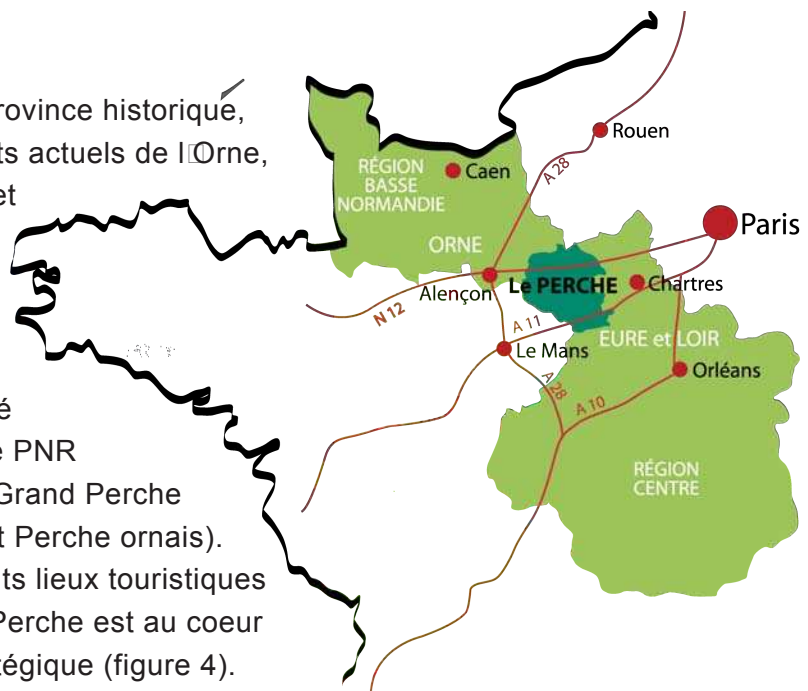 rovince historique,
ts actuels de l▯Orne,
et
é
e PNR
Grand Perche
t Perche ornais).
ts lieux touristiques
Perche est au coeur
tégique (figure 4).
Rouen
A 28
RÉGION
BASSE
NORMANDIE
Caen
Paris
ORNE
Alençon
Le PERCHE
Chartres
N 12
A 11
EURE et LOIR
Le Mans
Orléans
A 28
A 10
RÉGION
CENTRE